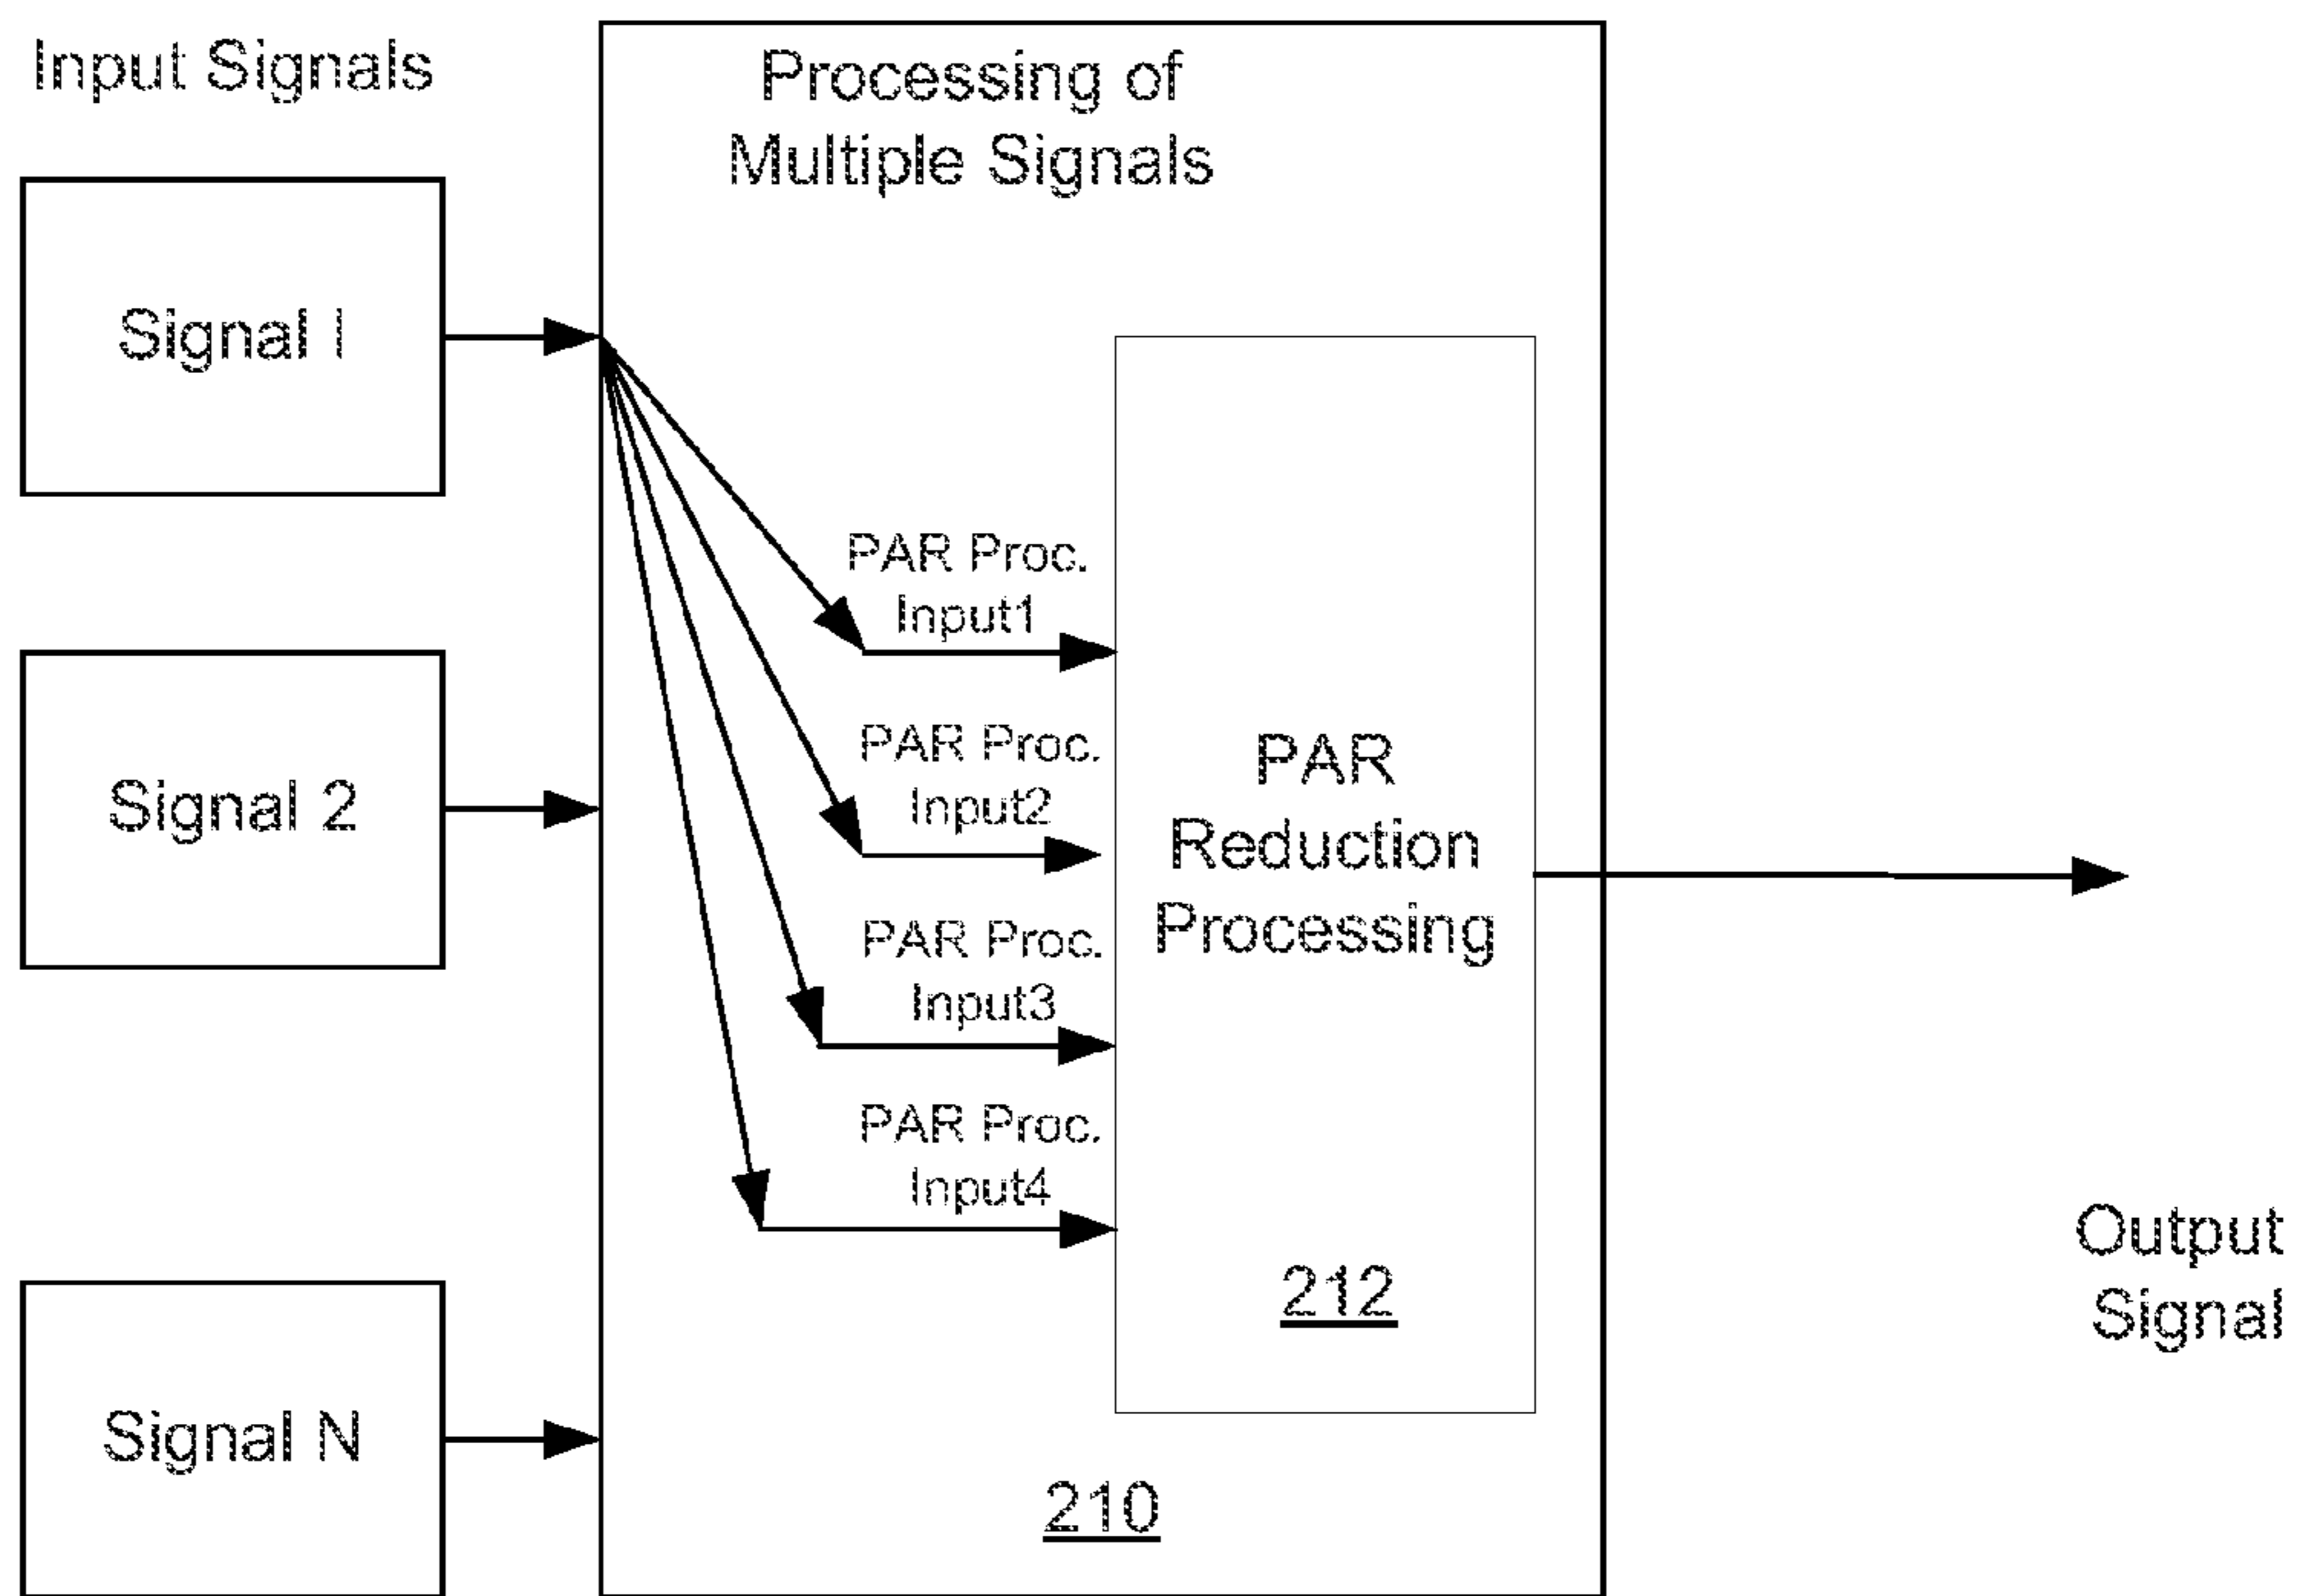 Input Signals
Processing of
Multiple Signals
Signal I
PAR Proc.
Input1
Signal 2
PAR Proc.
Input2
PAR
Reduction
Processing
PAR Proc.
Input3
PAR Proc.
Input4
212
Output
Signal
Signal N
210